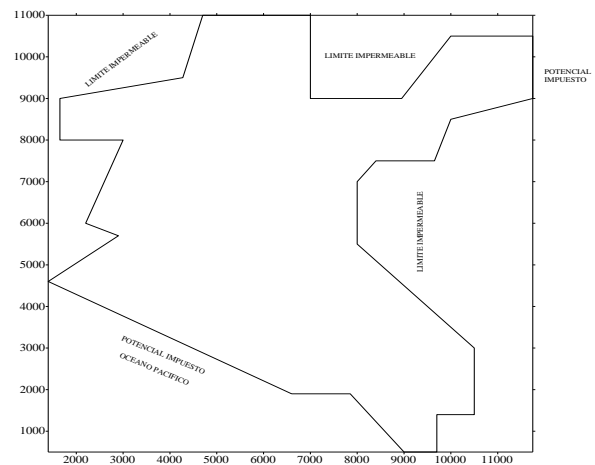 11000
LIMITE IMPERMEABLE
LIMITE IMPERMEABLE
10000
POTENCIAL
IMPUESTO
9000
8000
7000
LIMITE IMPERMEABLE
6000
5000
4000
POTENCIAL IMPUESTO
OCEANO PACIFICO
3000
2000
1000
2000 3000 4000 5000 6000 7000 8000 9000 10000 11000